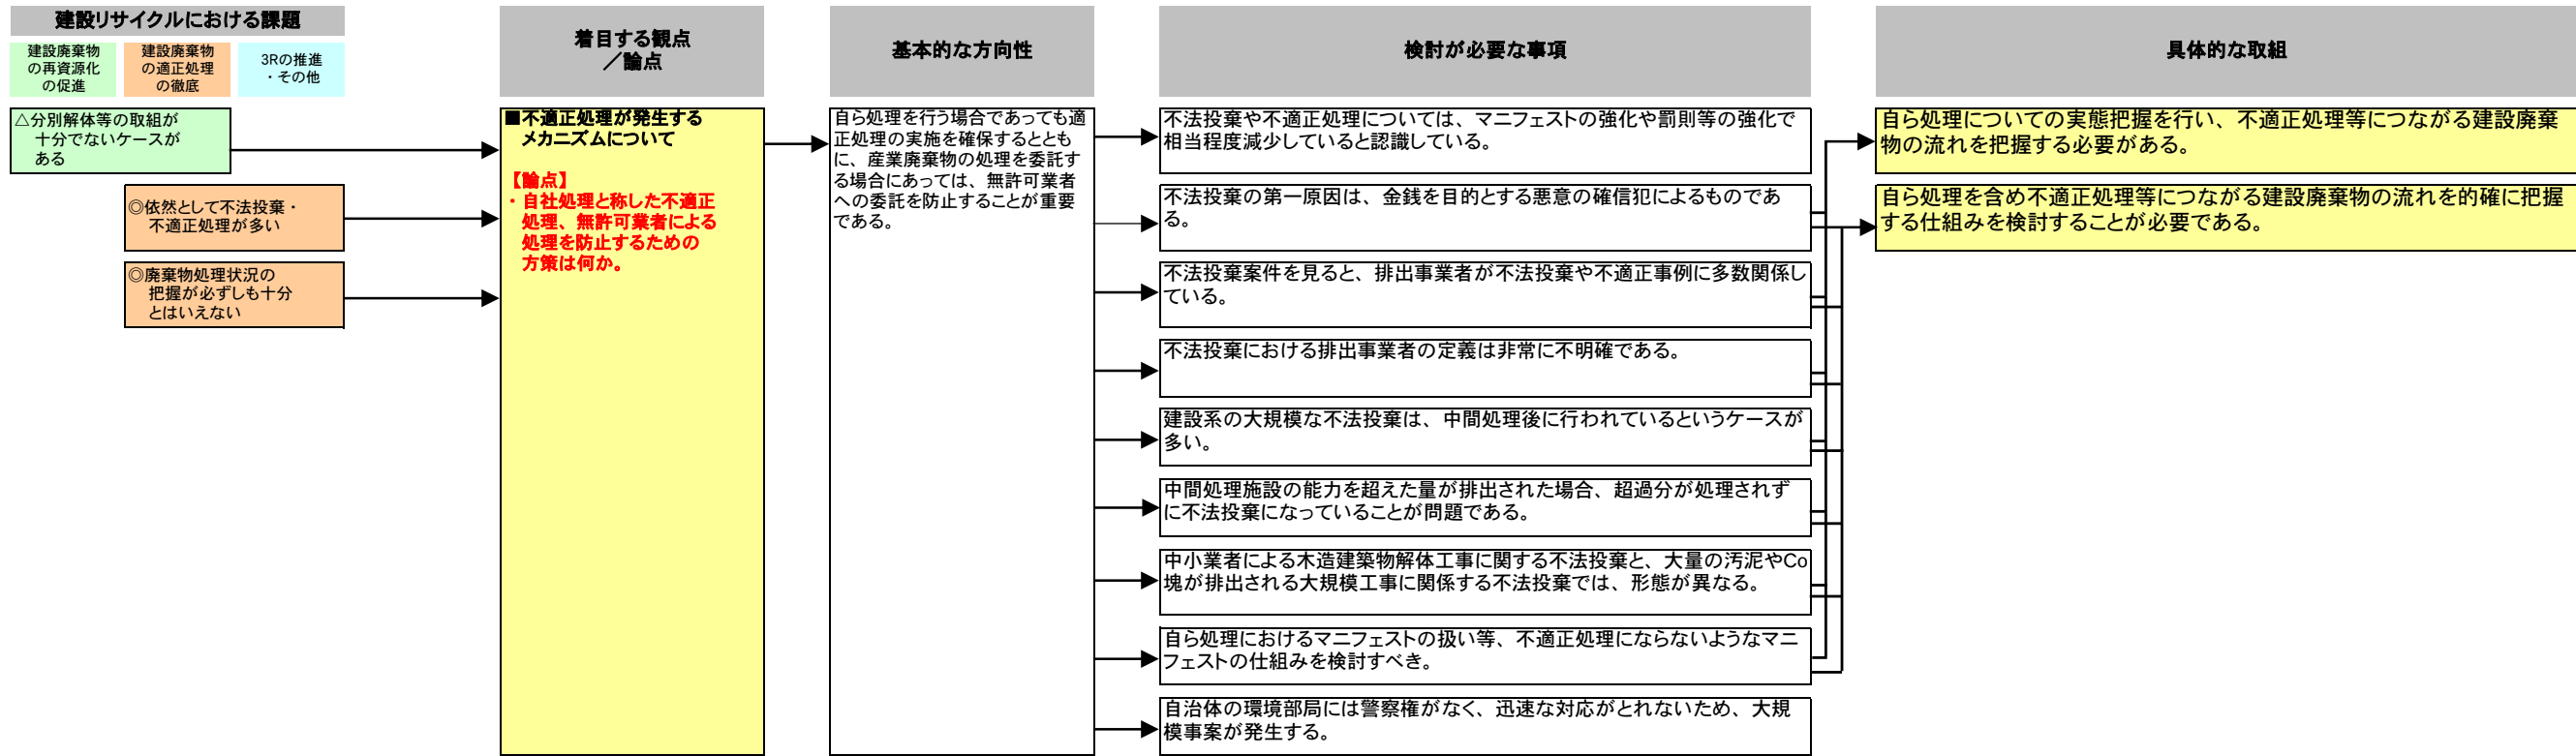 建設リサイクルにおける課題
建設廃棄物
の再資源化
の促進
建設廃棄物
の適正処理
の徹底
3Rの推進
・その他
着目する観点
／論点
基本的な方向性
検討が必要な事項
具体的な取組
△分別解体等の取組が
十分でないケースが
ある
◎依然として不法投棄・
不適正処理が多い
◎廃棄物処理状況の
把握が必ずしも十分
とはいえない
■不適正処理が発生する
メカニズムについて
【論点】
・自社処理と称した不適正
処理、無許可業者による
処理を防止するための
方策は何か。
自ら処理を行う場合であっても適
正処理の実施を確保するととも
に、産業廃棄物の処理を委託す
る場合にあっては、無許可業者
への委託を防止することが重要
である。
不法投棄や不適正処理については、マニフェストの強化や罰則等の強化で
相当程度減少していると認識している。
不法投棄の第一原因は、金銭を目的とする悪意の確信犯によるものであ
る。
不法投棄案件を見ると、排出事業者が不法投棄や不適正事例に多数関係し
ている。
不法投棄における排出事業者の定義は非常に不明確である。
建設系の大規模な不法投棄は、中間処理後に行われているというケースが
多い。
中間処理施設の能力を超えた量が排出された場合、超過分が処理されず
に不法投棄になっていることが問題である。
中小業者による木造建築物解体工事に関する不法投棄と、大量の汚泥やCo
塊が排出される大規模工事に関係する不法投棄では、形態が異なる。
自ら処理におけるマニフェストの扱い等、不適正処理にならないようなマニ
フェストの仕組みを検討すべき。
自治体の環境部局には警察権がなく、迅速な対応がとれないため、大規
模事案が発生する。
自ら処理についての実態把握を行い、不適正処理等につながる建設廃棄
物の流れを把握する必要がある。
自ら処理を含め不適正処理等につながる建設廃棄物の流れを的確に把握
する仕組みを検討することが必要である。